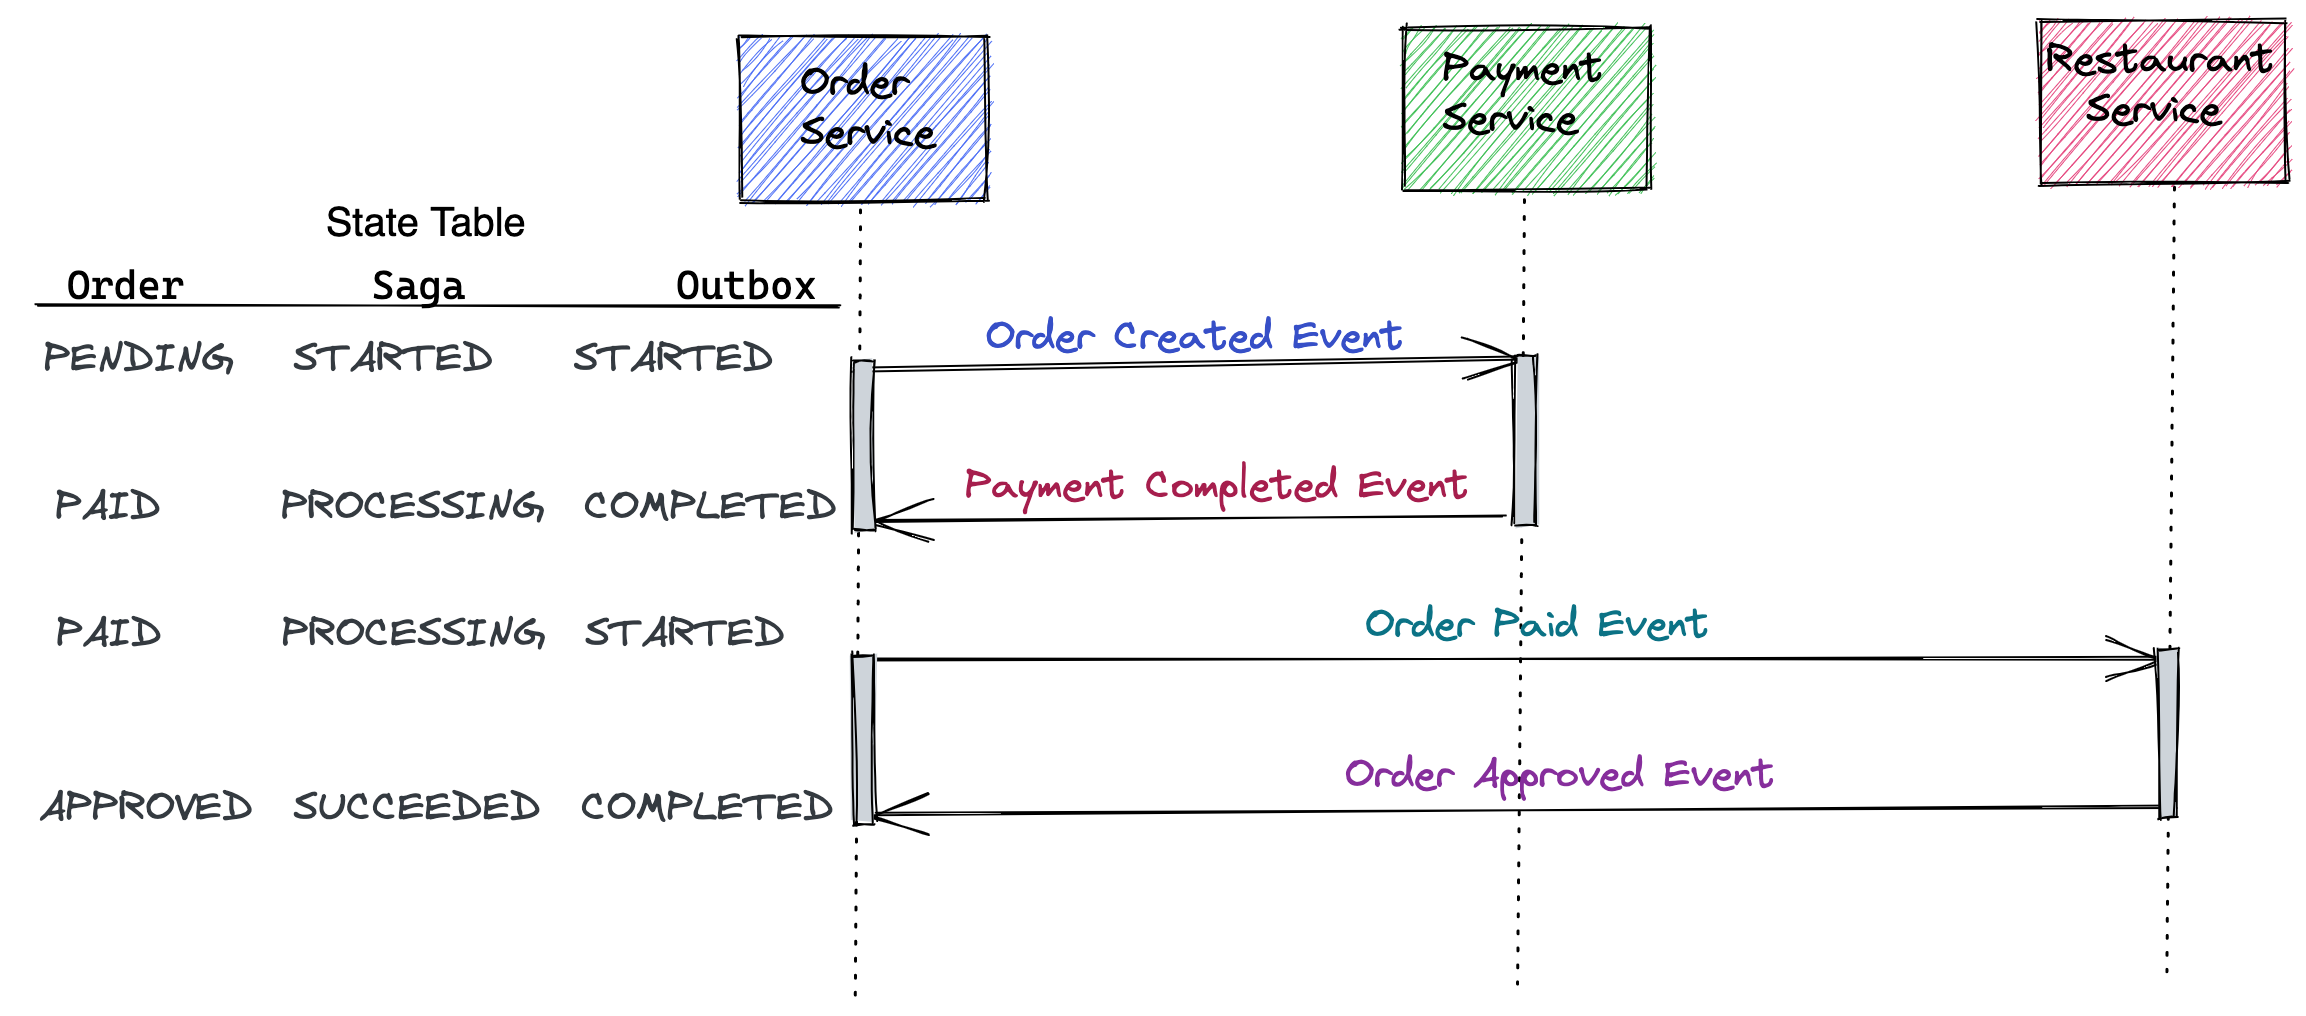 Order
Service
Payment
Service
Restaurant
Service
State Table
Order Saga Outbox
PENDING STARTED STARTED
Order Created Event
PAID PROCESSING COMPLETED
Payment Completed Event
PAID PROCESSING STARTED
Order Paid Event
APPROVED SUCCEEDED COMPLETED
Order Approved Event